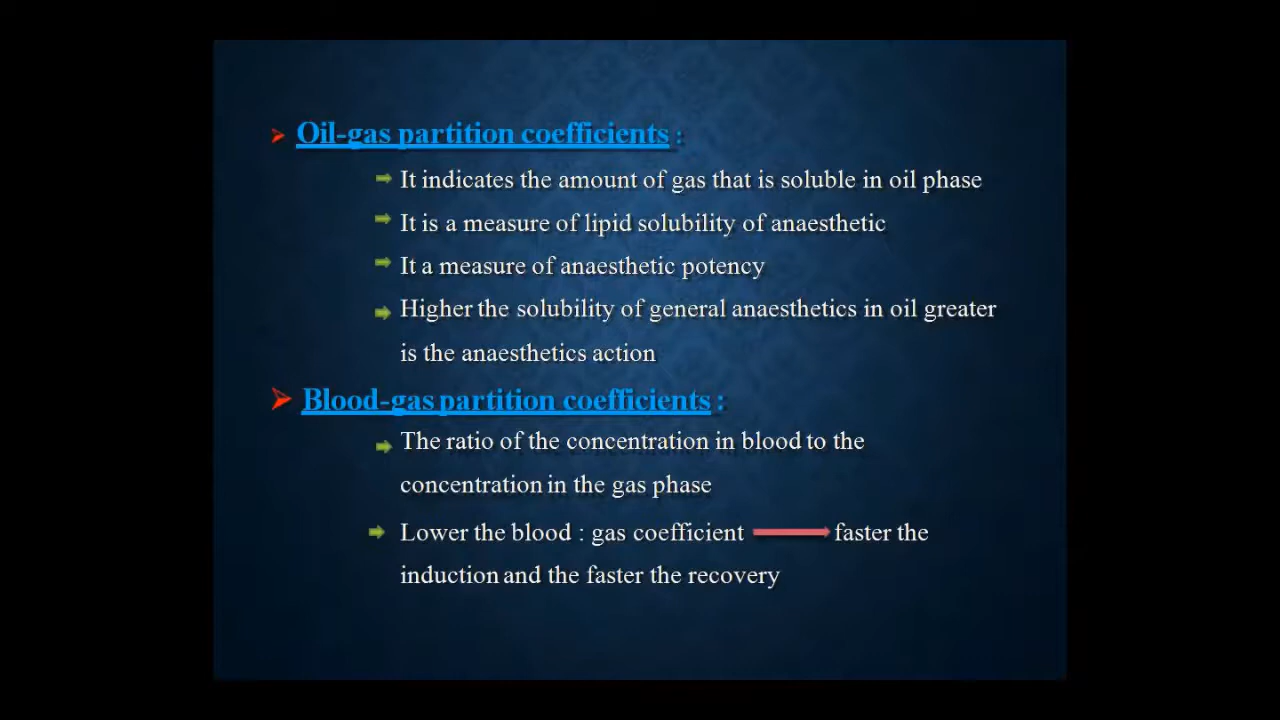 Oil-gas partition coefficients :
It indicates the amount of gas that is soluble in oil phase
It is a measure of lipid solubility of anaesthetic
It a measure of anaesthetic potency
Higher the solubility of general anaesthetics in oil greater
is the anaesthetics action
Blood-gas partition coefficients :
The ratio of the concentration in blood to the
concentration in the gas phase
Lower the blood : gas coefficient faster the
induction and the faster the recovery